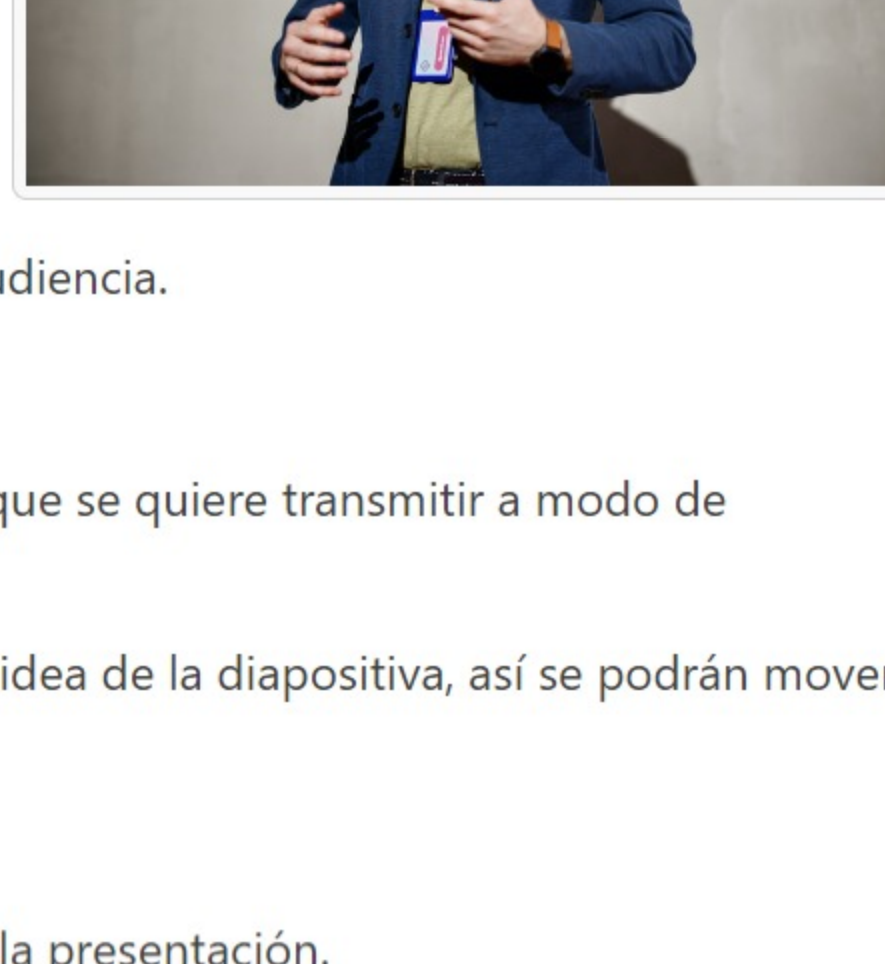 udiencia.
que se quiere transmitir a modo de
idea de la diapositiva, así se podrán mover
la presentación.